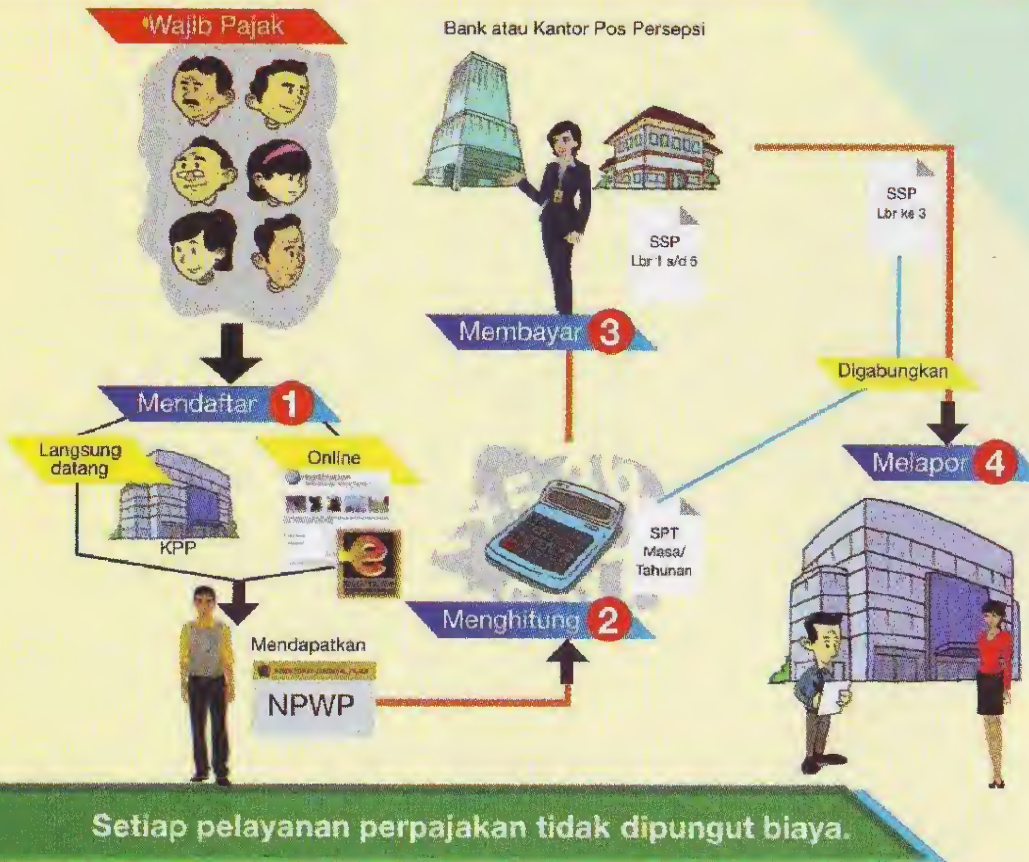 Wajib Pajak
Bank atau Kantor Pos Persepsi
SSP
Lbr ke 3
SSP
Lbr 1 s/d 5
Membayar 3
Digabungkan
Mendaftar 1
Langsung
datang
Online
KPP
Melapor 4
SPT
Masa/
Tahunan
Menghitung 2
Mendapatkan
NPWP
Setiap pelayanan perpajakan tidak dipungut biaya.